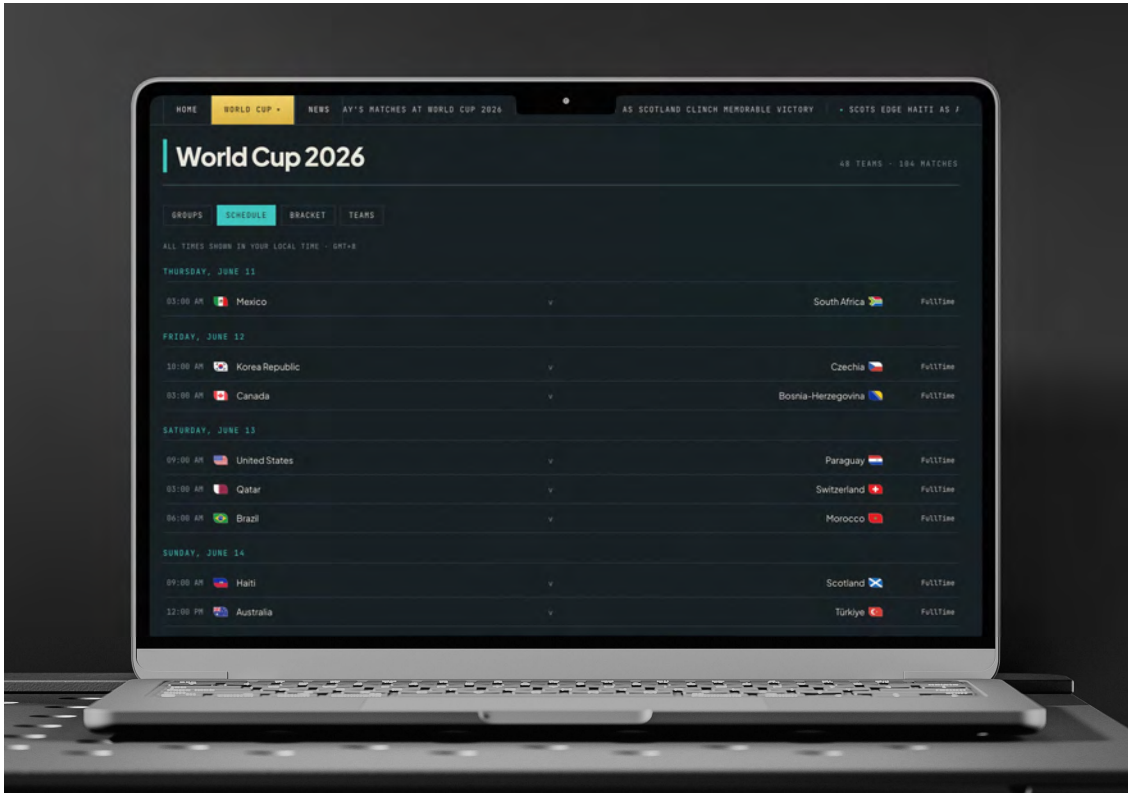 HOME WORLD CUP NEWS AY'S MATCHES AT WORLD CUP 2026 AS SCOTLAND CLINCH MEMORABLE VICTORY • SCOTS EDGE HAITI AS
World Cup 2026
48 TEAMS · 104 MATCHES
GROUPS SCHEDULE BRACKET TEAMS
ALL TIMES SHOWN IN YOUR LOCAL TIME · GMT+8
THURSDAY, JUNE 11
03:00 AM Mexico v South Africa FullTime
FRIDAY, JUNE 12
10:00 AM Korea Republic v Czechia FullTime
03:00 AM Canada v Bosnia-Herzegovina FullTime
SATURDAY, JUNE 13
09:00 AM United States v Paraguay FullTime
03:00 AM Qatar v Switzerland FullTime
06:00 AM Brazil v Morocco FullTime
SUNDAY, JUNE 14
09:00 AM Haiti v Scotland FullTime
12:00 PM Australia v Türkiye FullTime